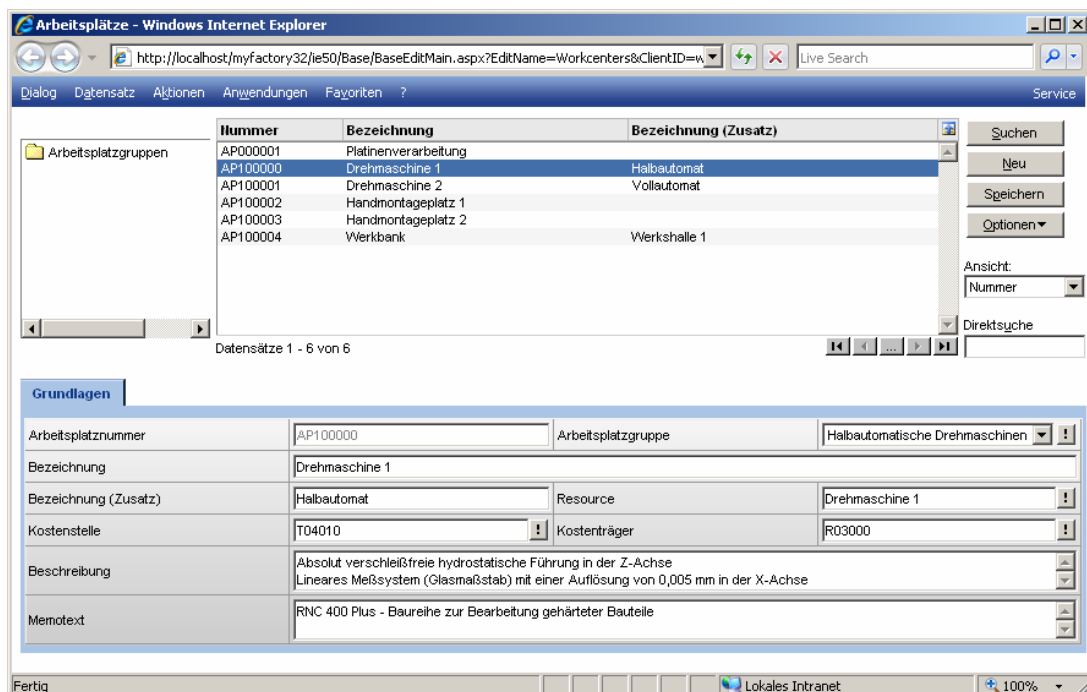 Arbeitsplätze - Windows Internet Explorer
http://localhost/myfactory32/ie50/Base/BaseEditMain.aspx?EditName=Workcenters&ClientID=w
Live Search
Dialog Datensatz Aktionen Anwendungen Favoriten ? Service
Arbeitsplatzgruppen
Nummer Bezeichnung Bezeichnung (Zusatz)
AP000001 Platinenverarbeitung
AP100000 Drehmaschine 1 Halbautomat
AP100001 Drehmaschine 2 Vollautomat
AP100002 Handmontageplatz 1
AP100003 Handmontageplatz 2
AP100004 Werkbank Werkshalle 1
Datensätze 1 - 6 von 6
...
Suchen
Neu
Speichern
Optionen
Ansicht:
Nummer
Direktsuche
Grundlagen
Arbeitsplatznummer AP100000 Arbeitsplatzgruppe Halbautomatische Drehmaschinen !
Bezeichnung Drehmaschine 1
Bezeichnung (Zusatz) Halbautomat Resource Drehmaschine 1 !
Kostenstelle T04010 ! Kostenträger R03000 !
Beschreibung Absolut verschleißfreie hydrostatische Führung in der Z-Achse
Lineares Meßsystem (Glasmaßstab) mit einer Auflösung von 0,005 mm in der X-Achse
Memotext RNC 400 Plus - Baureihe zur Bearbeitung gehärteter Bauteile
Fertig Lokales Intranet 100%